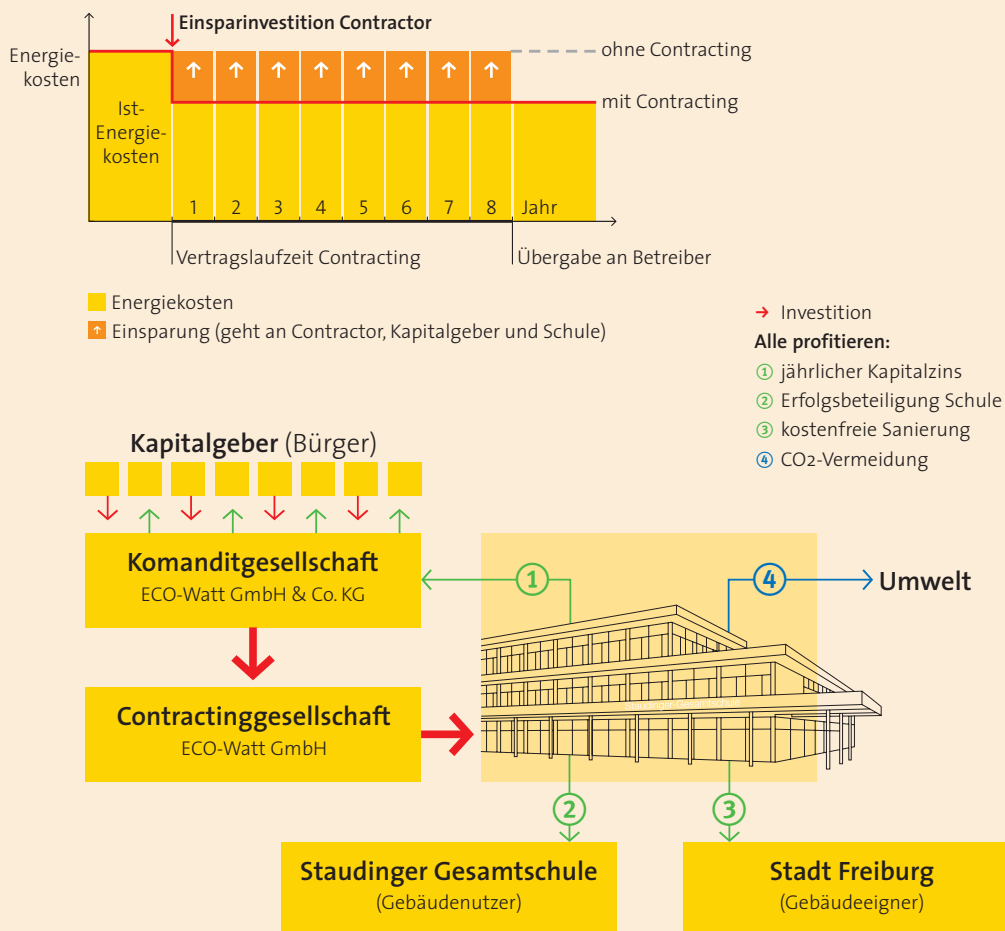 Einsparinvestition Contractor
Energie-
kosten
ohne Contracting
mit Contracting
Ist-
Energie-
kosten
1 2 3 4 5 6 7 8 Jahr
Vertragslaufzeit Contracting
Übergabe an Betreiber
Energiekosten
Einsparung (geht an Contractor, Kapitalgeber und Schule)
Investition
Alle profitieren:
1 jährlicher Kapitalzins
2 Erfolgsbeteiligung Schule
3 kostenfreie Sanierung
4 CO2-Vermeidung
Kapitalgeber (Bürger)
Komanditgesellschaft
ECO-Watt GmbH & Co. KG
1
4
Umwelt
Contractinggesellschaft
ECO-Watt GmbH
2
3
Staudinger Gesamtschule
(Gebäudenutzer)
Stadt Freiburg
(Gebäudeeigner)